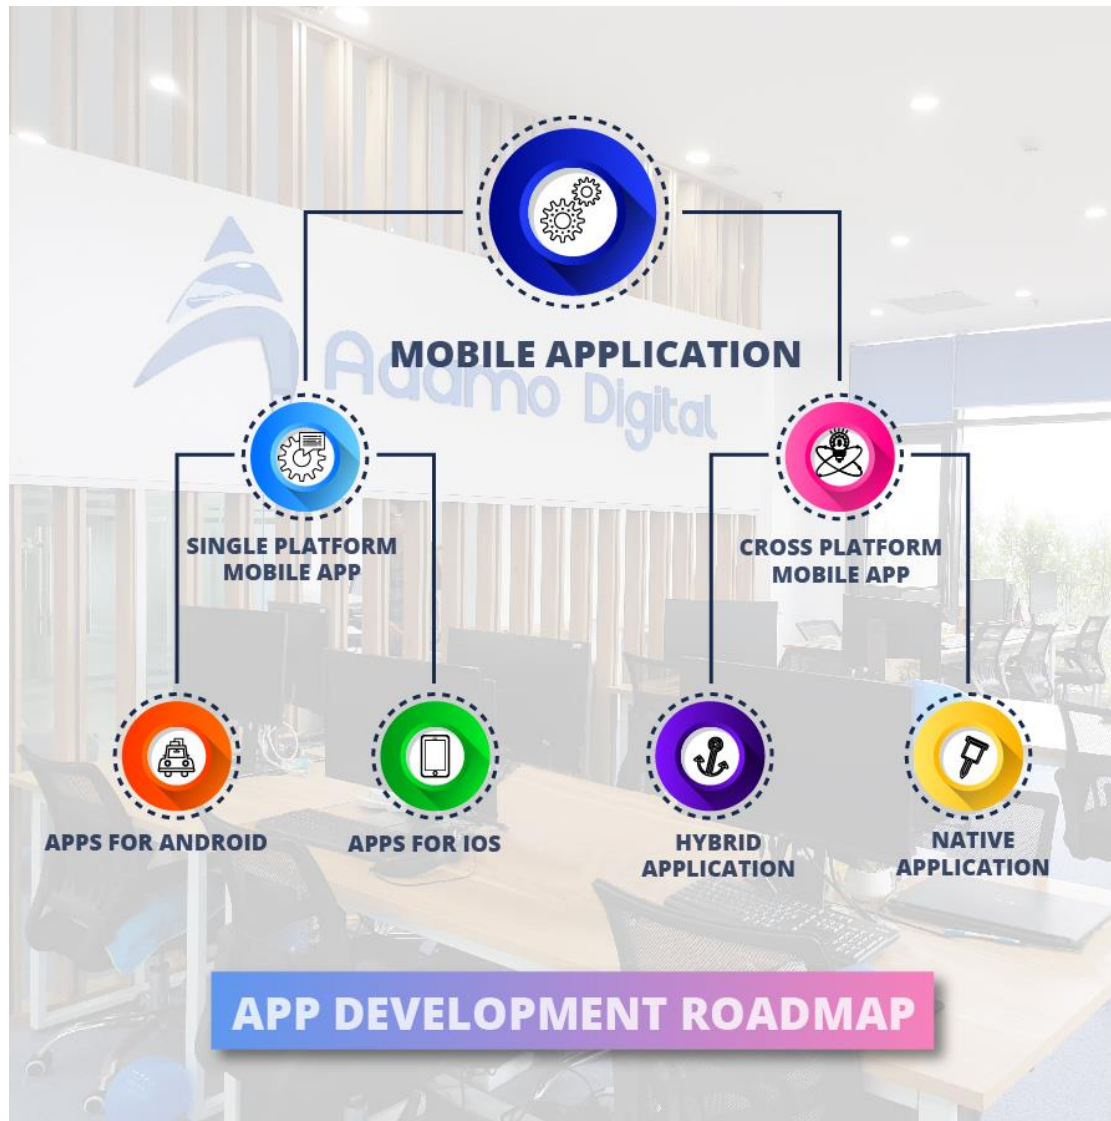 Adamo Digital
MOBILE APPLICATION
SINGLE PLATFORM
MOBILE APP
CROSS PLATFORM
MOBILE APP
APPS FOR ANDROID
APPS FOR IOS
HYBRID
APPLICATION
NATIVE
APPLICATION
APP DEVELOPMENT ROADMAP